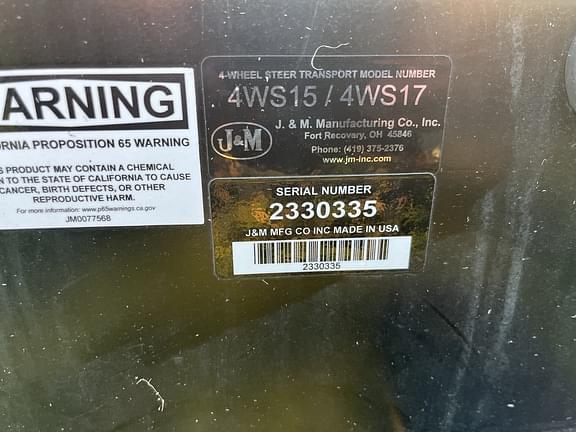 ARNING
ORNIA PROPOSITION 65 WARNING
S PRODUCT MAY CONTAIN A CHEMICAL
N TO THE STATE OF CALIFORNIA TO CAUSE
CANCER, BIRTH DEFECTS, OR OTHER
REPRODUCTIVE HARM.
For more information: www.p65warnings.ca.gov
JM0077568
4-WHEEL STEER TRANSPORT MODEL NUMBER
4WS15 / 4WS17
J&M
J. & M. Manufacturing Co., Inc.
Fort Recovery, OH 45846
Phone: (419) 375-2376
www.jm-inc.com
SERIAL NUMBER
2330335
J&M MFG CO INC MADE IN USA
2330335